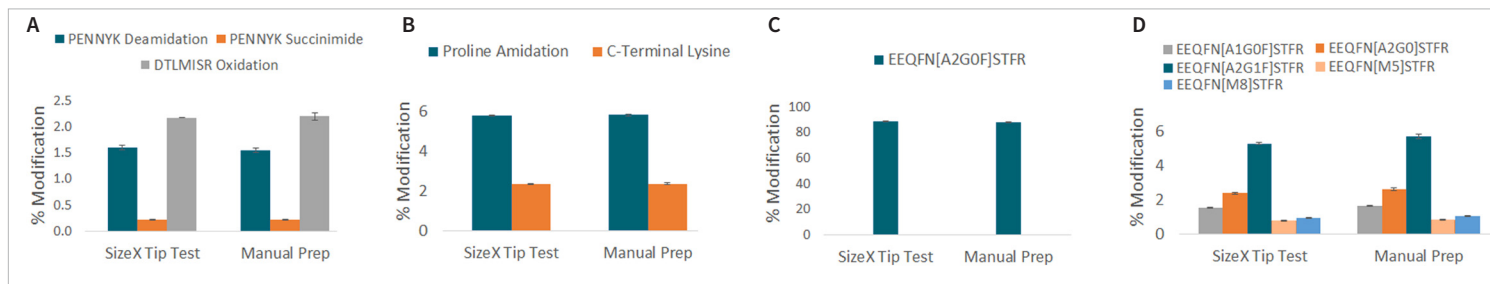 A
PENNYK Deamidation PENNYK Succinimide
DTLMISR Oxidation
% Modification
2.5
2.0
1.5
1.0
0.5
0.0
SizeX Tip Test Manual Prep
B
Proline Amidation C-Terminal Lysine
% Modification
6
4
2
0
SizeX Tip Test Manual Prep
C
EEQFN[A2G0F]STFR
% Modification
100
80
60
40
20
0
SizeX Tip Test Manual Prep
D
EEQFN[A1G0F]STFR EEQFN[A2G0]STFR
EEQFN[A2G1F]STFR EEQFN[M5]STFR
EEQFN[M8]STFR
% Modification
6
4
2
0
SizeX Tip Test Manual Prep